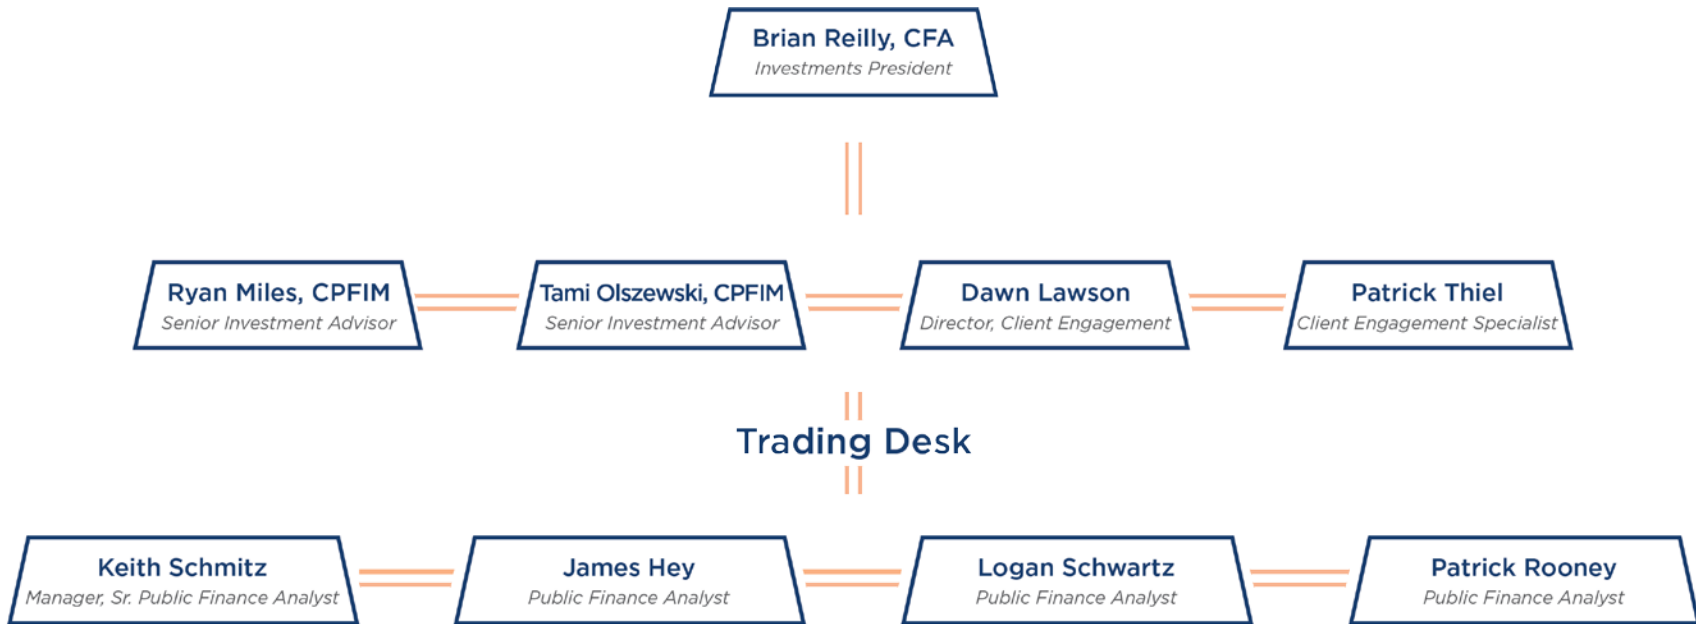 Brian Reilly, CFA
Investments President
Ryan Miles, CPFIM
Senior Investment Advisor
Tami Olszewski, CPFIM
Senior Investment Advisor
Dawn Lawson
Director, Client Engagement
Patrick Thiel
Client Engagement Specialist
Trading Desk
Keith Schmitz
Manager, Sr. Public Finance Analyst
James Hey
Public Finance Analyst
Logan Schwartz
Public Finance Analyst
Patrick Rooney
Public Finance Analyst